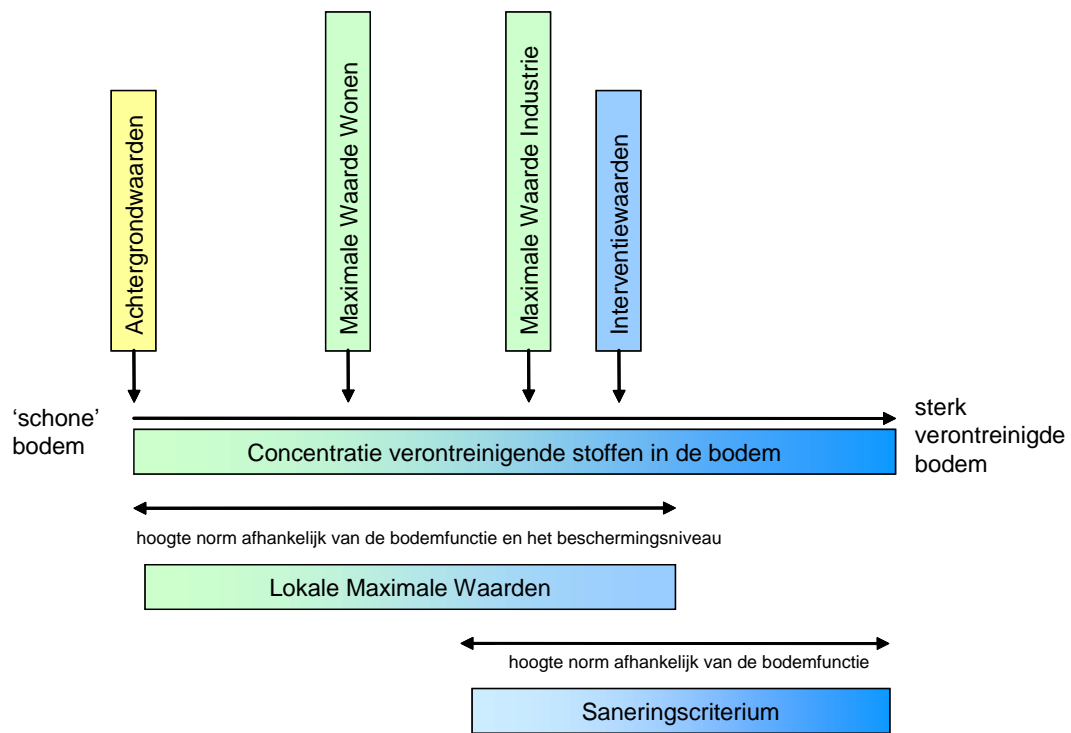 Achtergrondwaarden
Maximale Waarde Wonen
Maximale Waarde Industrie
Interventiewaarden
‘schone’
bodem
sterk
verontreinigde
bodem
Concentratie verontreinigende stoffen in de bodem
hoogte norm afhankelijk van de bodemfunctie en het beschermingsniveau
Lokale Maximale Waarden
hoogte norm afhankelijk van de bodemfunctie
Saneringscriterium